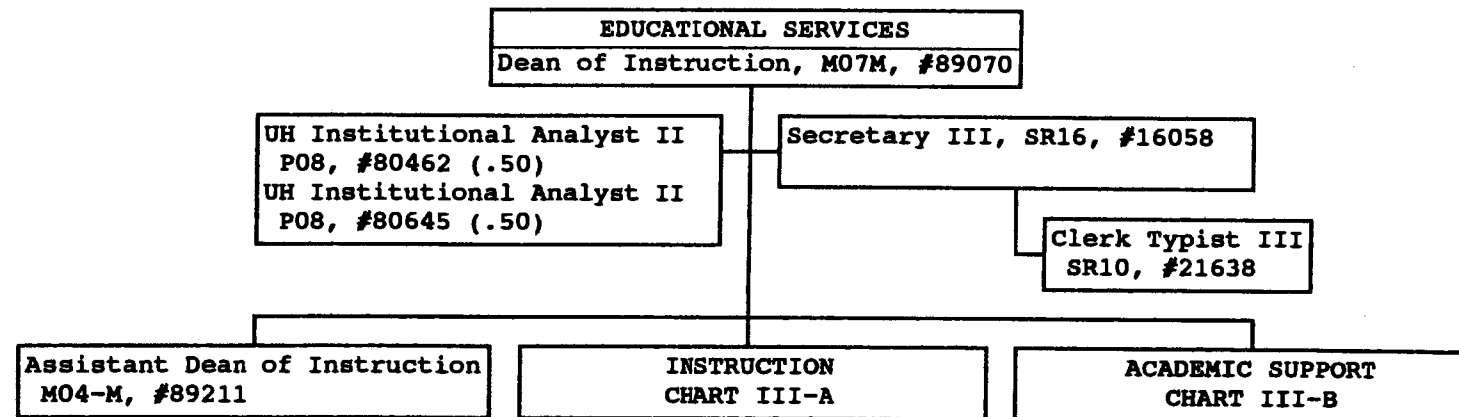 EDUCATIONAL SERVICES
Dean of Instruction, M07M, #89070
UH Institutional Analyst II
P08, #80462 (.50)
UH Institutional Analyst II
P08, #80645 (.50)
Secretary III, SR16, #16058
Clerk Typist III
SR10, #21638
Assistant Dean of Instruction
M04-M, #89211
INSTRUCTION
CHART III-A
ACADEMIC SUPPORT
CHART III-B